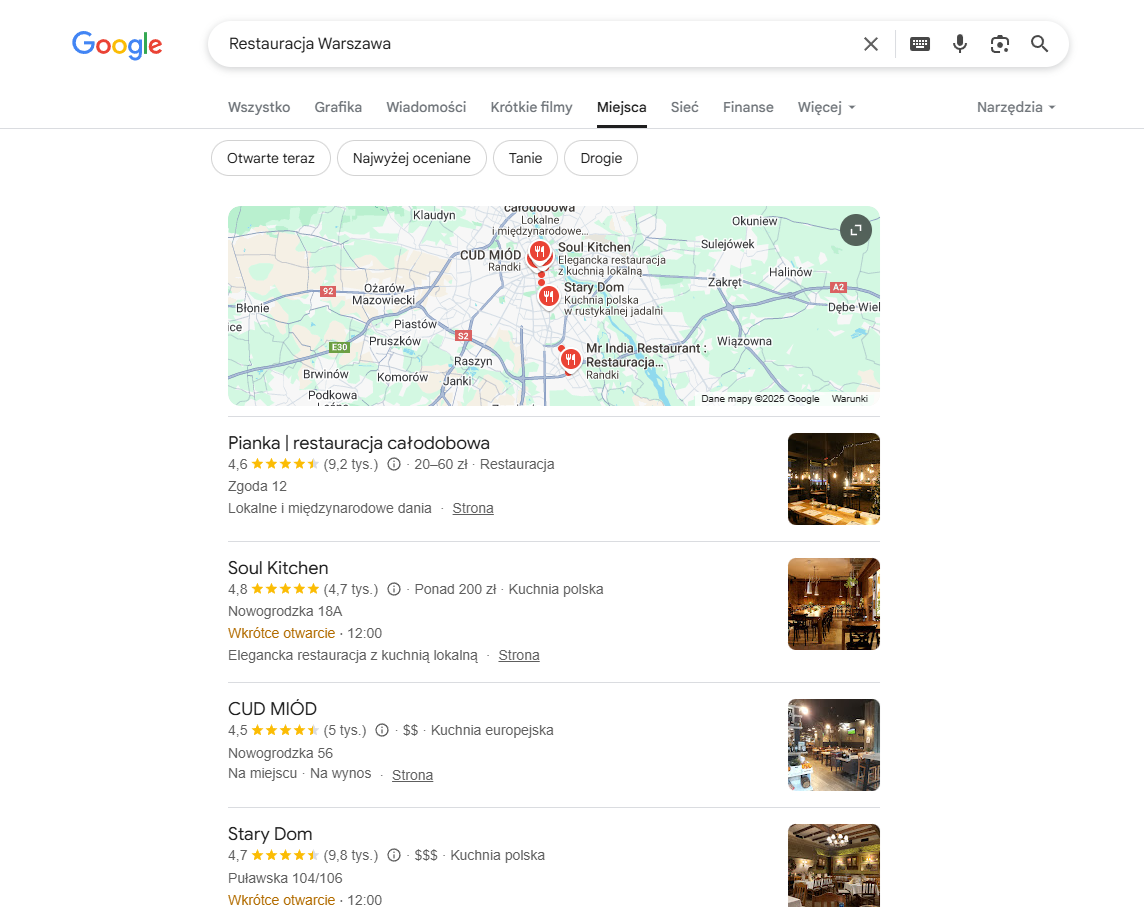 Google
Restauracja Warszawa
Wszystko Grafika Wiadomości Krótkie filmy Miejsca Sieć Finanse Więcej Narzędzia
Otwarte teraz Najwyżej oceniane Tanie Drogie
całodobowa
Lokalne
i międzynarodowe...
Klaudyn
Okuniew
Sulejówek
CUD MIÓD
Randki
Soul Kitchen
Elegancka restauracja
z kuchnią lokalną
Halinów
Zakręt
Stary Dom
Kuchnia polska
w rustykalnej jadalni
92
Ożarów
Mazowiecki
A2
Błonie
Dębe Wiel
ice
Piastów
S2
Pruszków
E30
Wiązowna
Mr India Restaurant :
Restauracja...
Randki
Raszyn
Brwinów
Komorów
Janki
Podkowa
Leśna
Dane mapy ©2025 Google Warunki
Pianka | restauracja całodobowa
4,6 (9,2 tys.) · 20–60 zł · Restauracja
Zgoda 12
Lokalne i międzynarodowe dania · Strona
Soul Kitchen
4,8 (4,7 tys.) · Ponad 200 zł · Kuchnia polska
Nowogrodzka 18A
Wkrótce otwarcie · 12:00
Elegancka restauracja z kuchnią lokalną · Strona
CUD MIÓD
4,5 (5 tys.) · $$ · Kuchnia europejska
Nowogrodzka 56
Na miejscu · Na wynos · Strona
Stary Dom
4,7 (9,8 tys.) · $$$ · Kuchnia polska
Puławska 104/106
Wkrótce otwarcie · 12:00